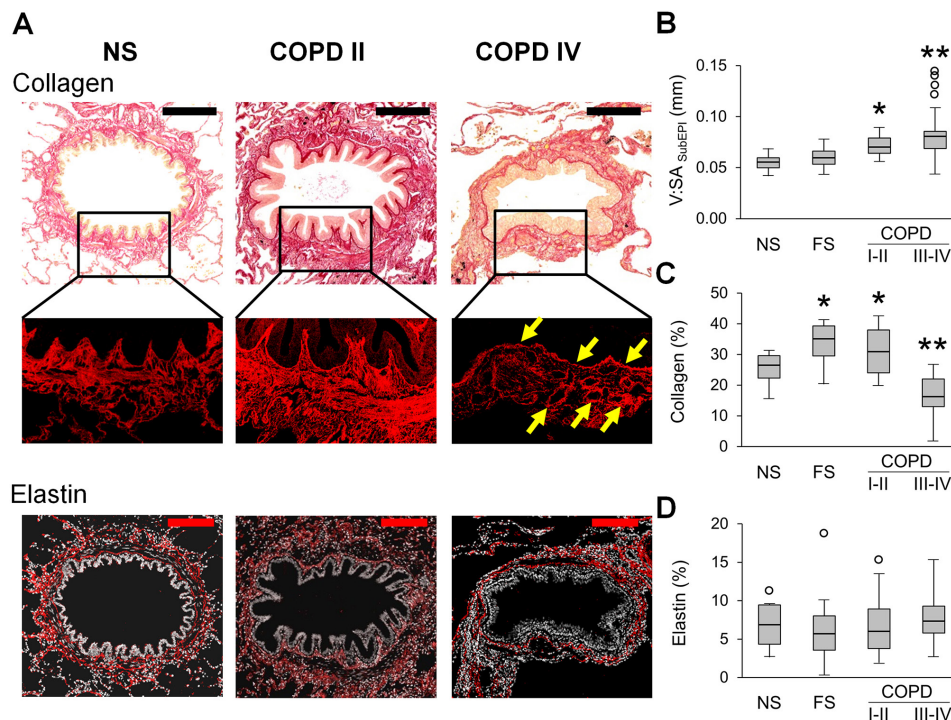 A
NS
COPD II
COPD IV
Collagen
Elastin
B
V:SA SubEPI (mm)
0.15
0.10
0.05
0.00
*
**
NS
FS
COPD
I-II
III-IV
C
Collagen (%)
50
40
30
20
10
0
*
*
**
NS
FS
COPD
I-II
III-IV
D
Elastin (%)
20
15
10
5
0
NS
FS
COPD
I-II
III-IV